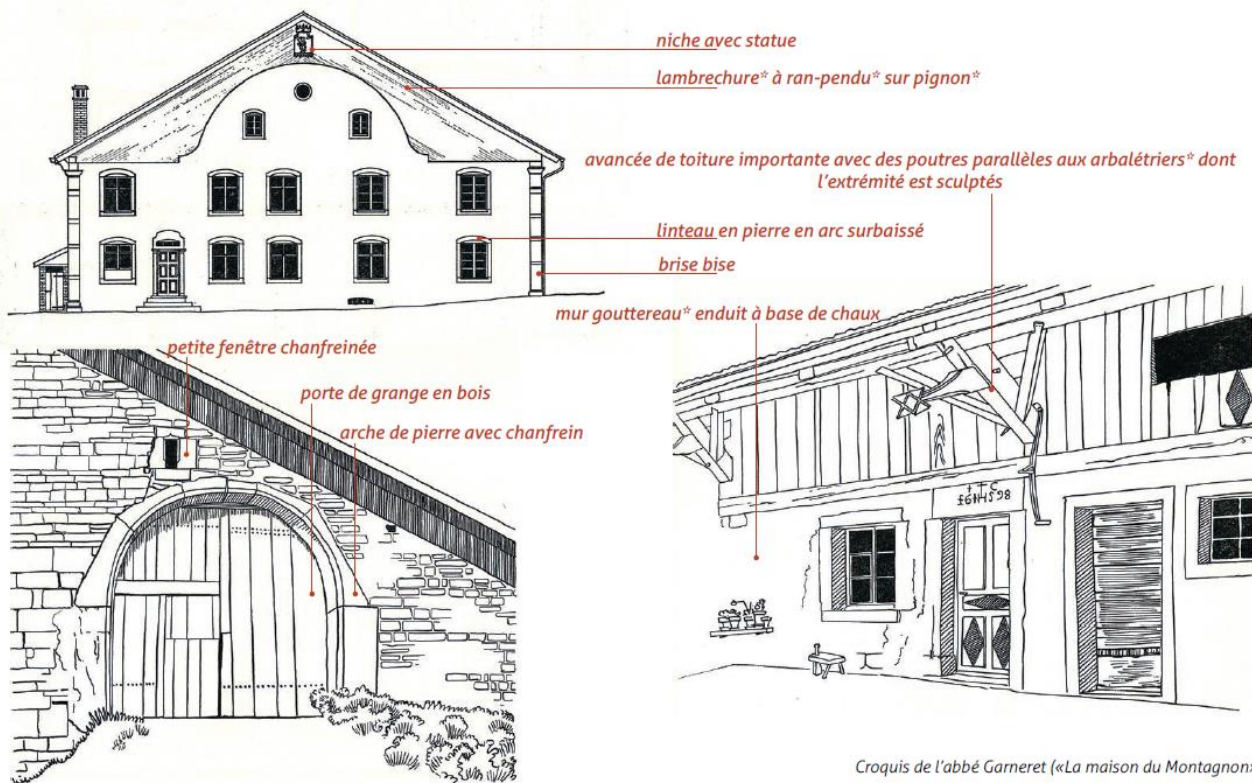 niche avec statue
lambrechure* à ran-pendu* sur pignon*
avancée de toiture importante avec des poutres parallèles aux arbalétriers* dont
l'extrémité est sculptés
linteau en pierre en arc surbaissé
brise bise
mur gouttereau* enduit à base de chaux
petite fenêtre chanfreinée
porte de grange en bois
arche de pierre avec chanfrein
Croquis de l'abbé Garneret («La maison du Montagnon»